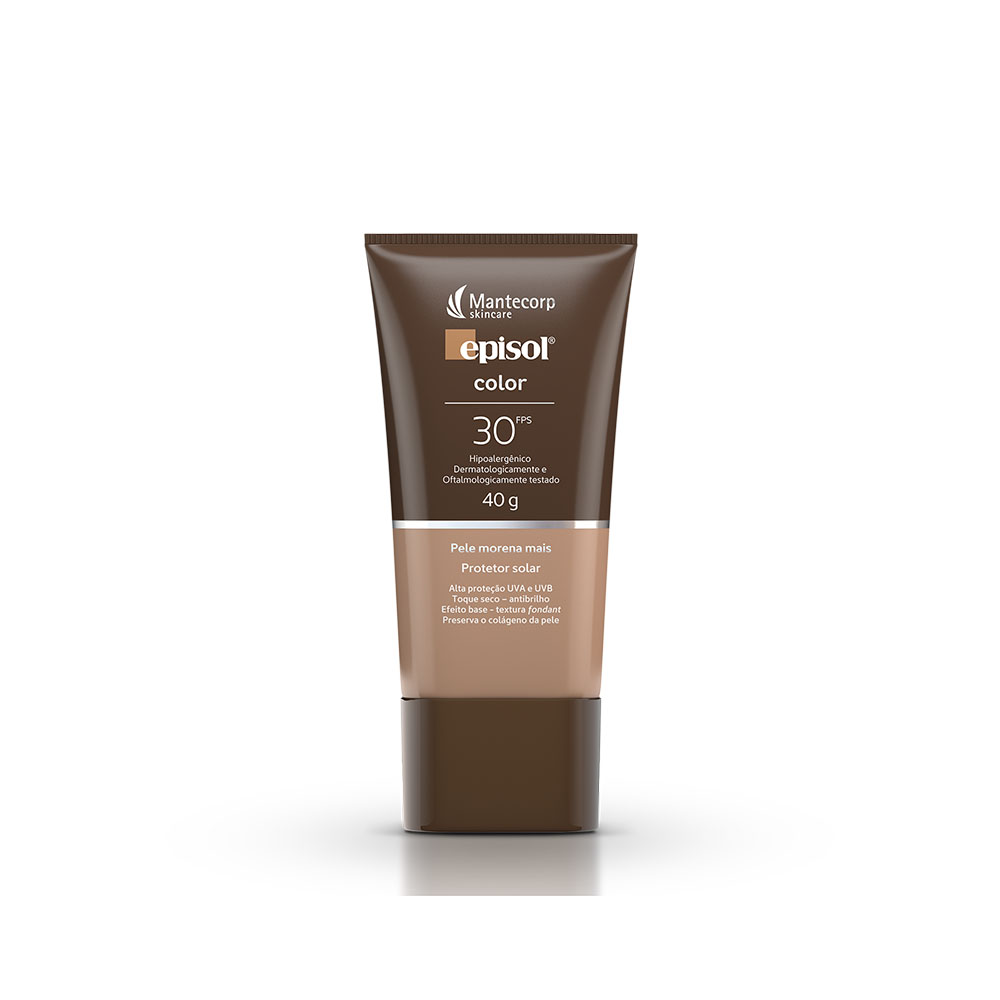 Mantecorp
skincare
episol®
color
30 FPS
Hipoalergênico
Dermatologicamente e
Oftalmologicamente testado
40 g
Pele morena mais
Protetor solar
Alta proteção UVA e UVB
Toque seco – antibrilho
Efeito base - textura fondant
Preserva o colágeno da pele